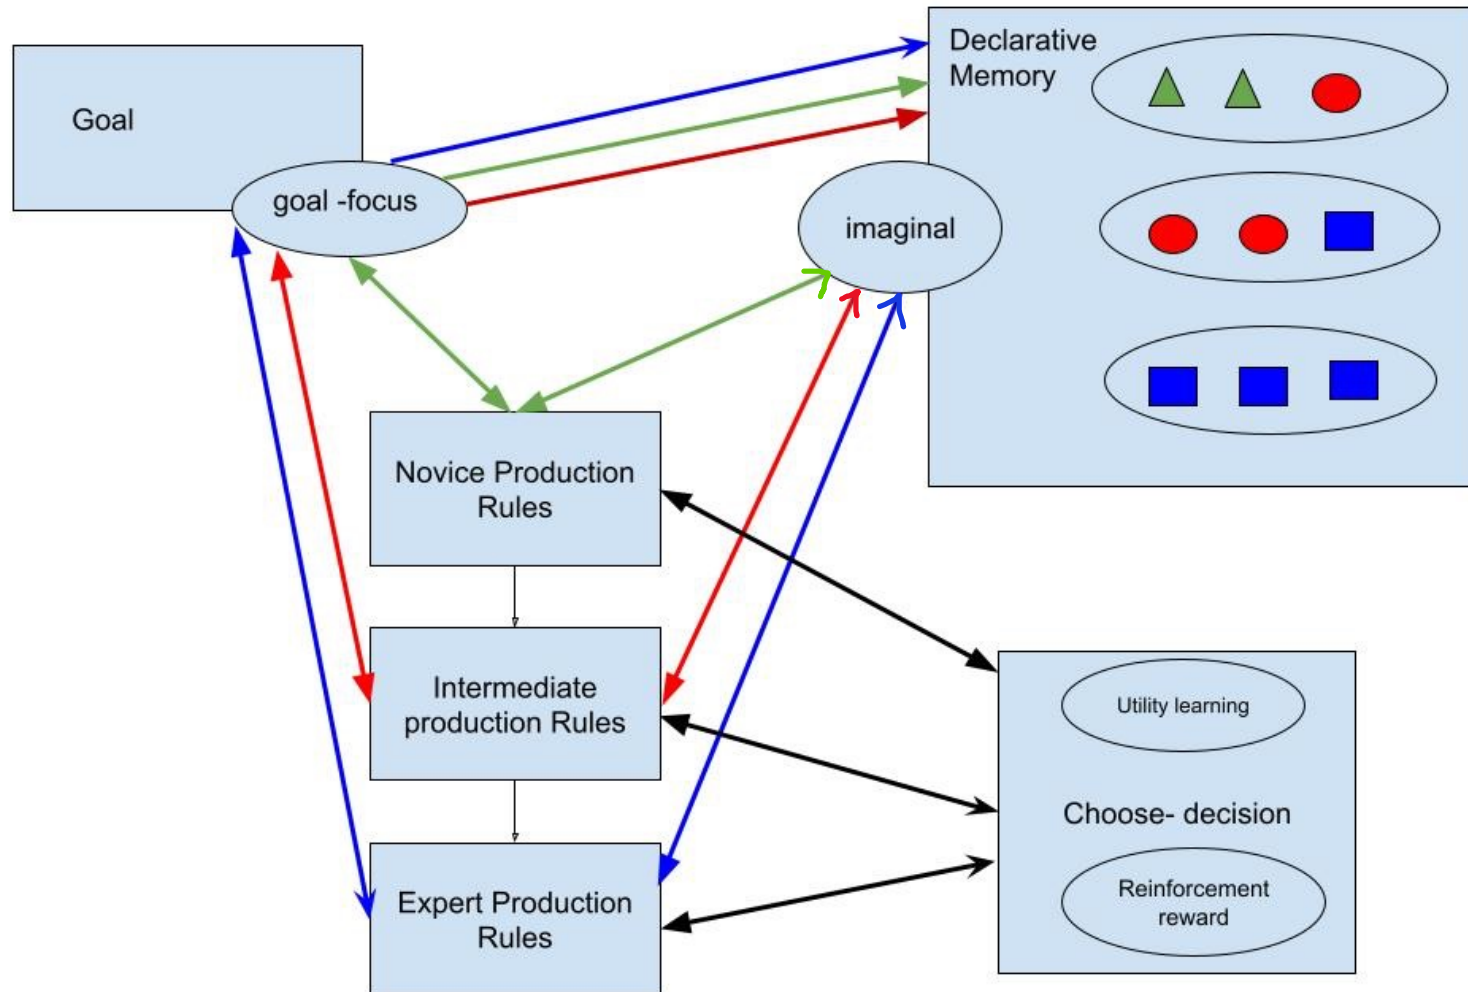 Goal
goal -focus
Declarative
Memory
imaginal
Novice Production
Rules
Intermediate
production Rules
Expert Production
Rules
Utility learning
Choose- decision
Reinforcement
reward